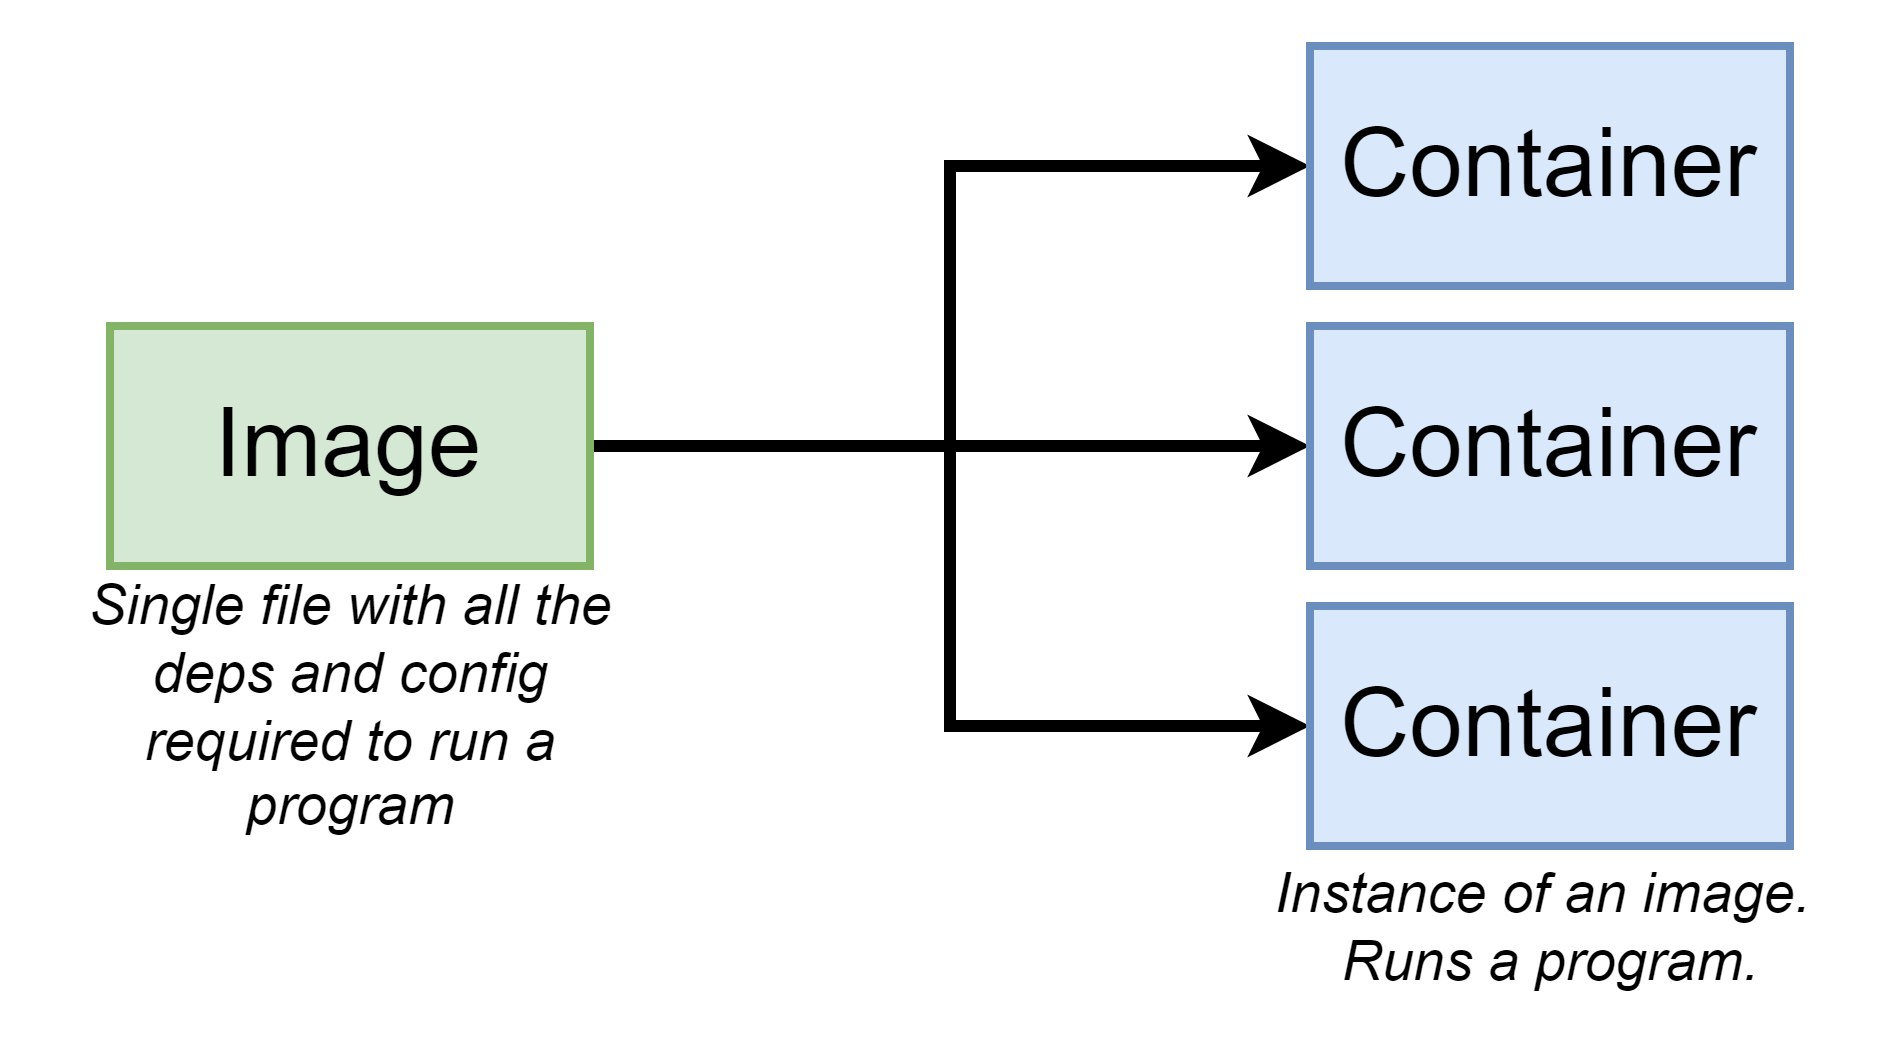 Image
Single file with all the
deps and config
required to run a
program
Container
Container
Container
Instance of an image.
Runs a program.